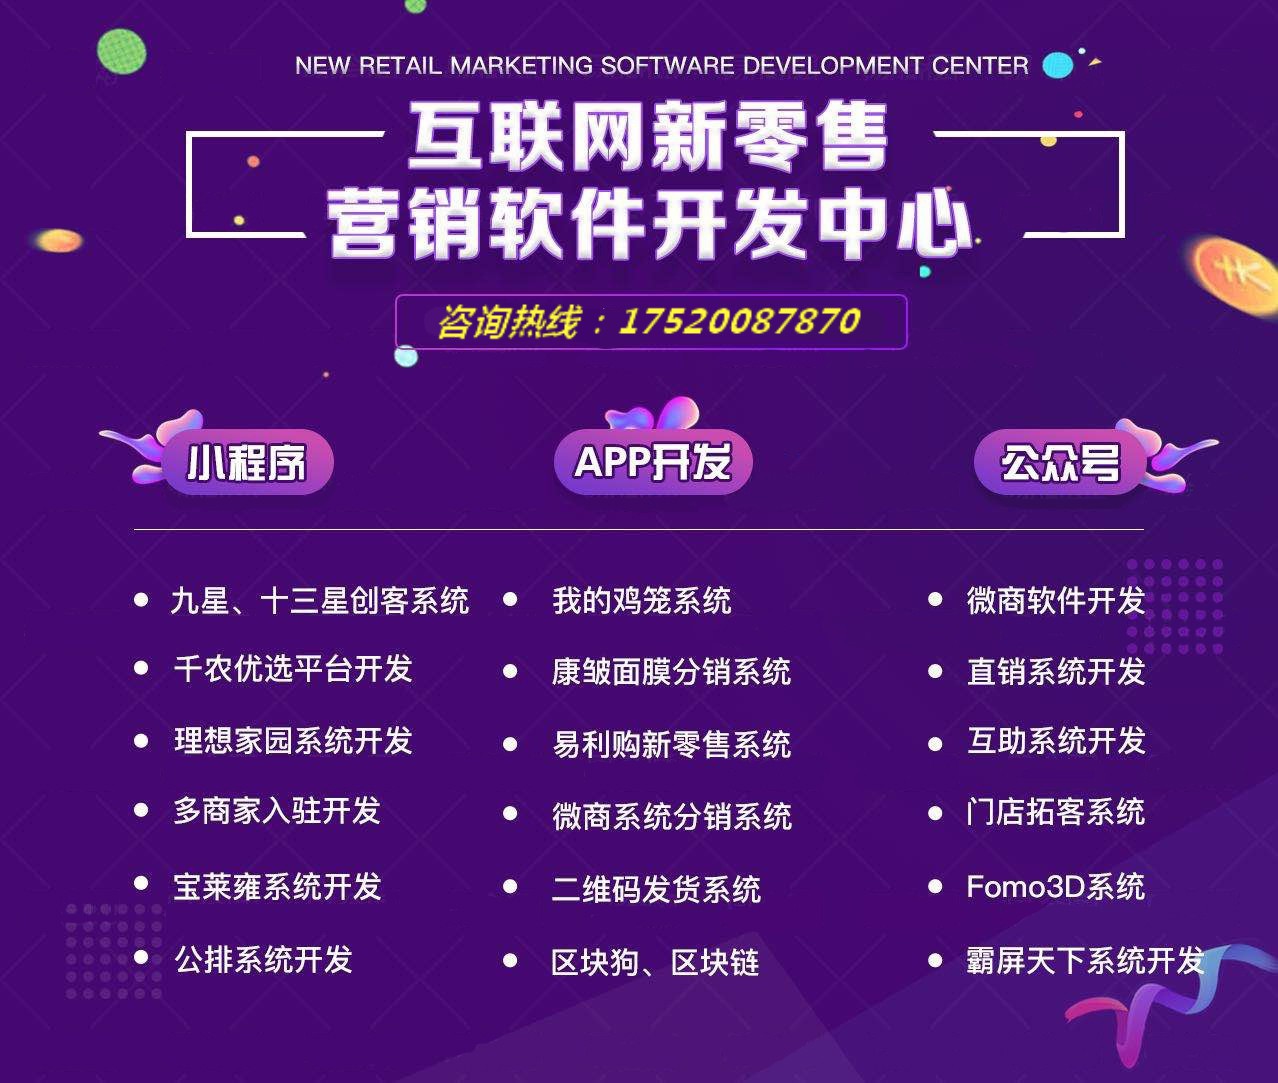 NEW RETAIL MARKETING SOFTWARE DEVELOPMENT CENTER
互联网新零售
营销软件开发中心
咨询热线：17520087870
小程序
APP开发
公众号
九星、十三星创客系统
我的鸡笼系统
微商软件开发
千农优选平台开发
康皱面膜分销系统
直销系统开发
理想家园系统开发
易利购新零售系统
互助系统开发
多商家入驻开发
微商系统分销系统
门店拓客系统
宝莱雍系统开发
二维码发货系统
Fomo3D系统
公排系统开发
区块狗、区块链
霸屏天下系统开发